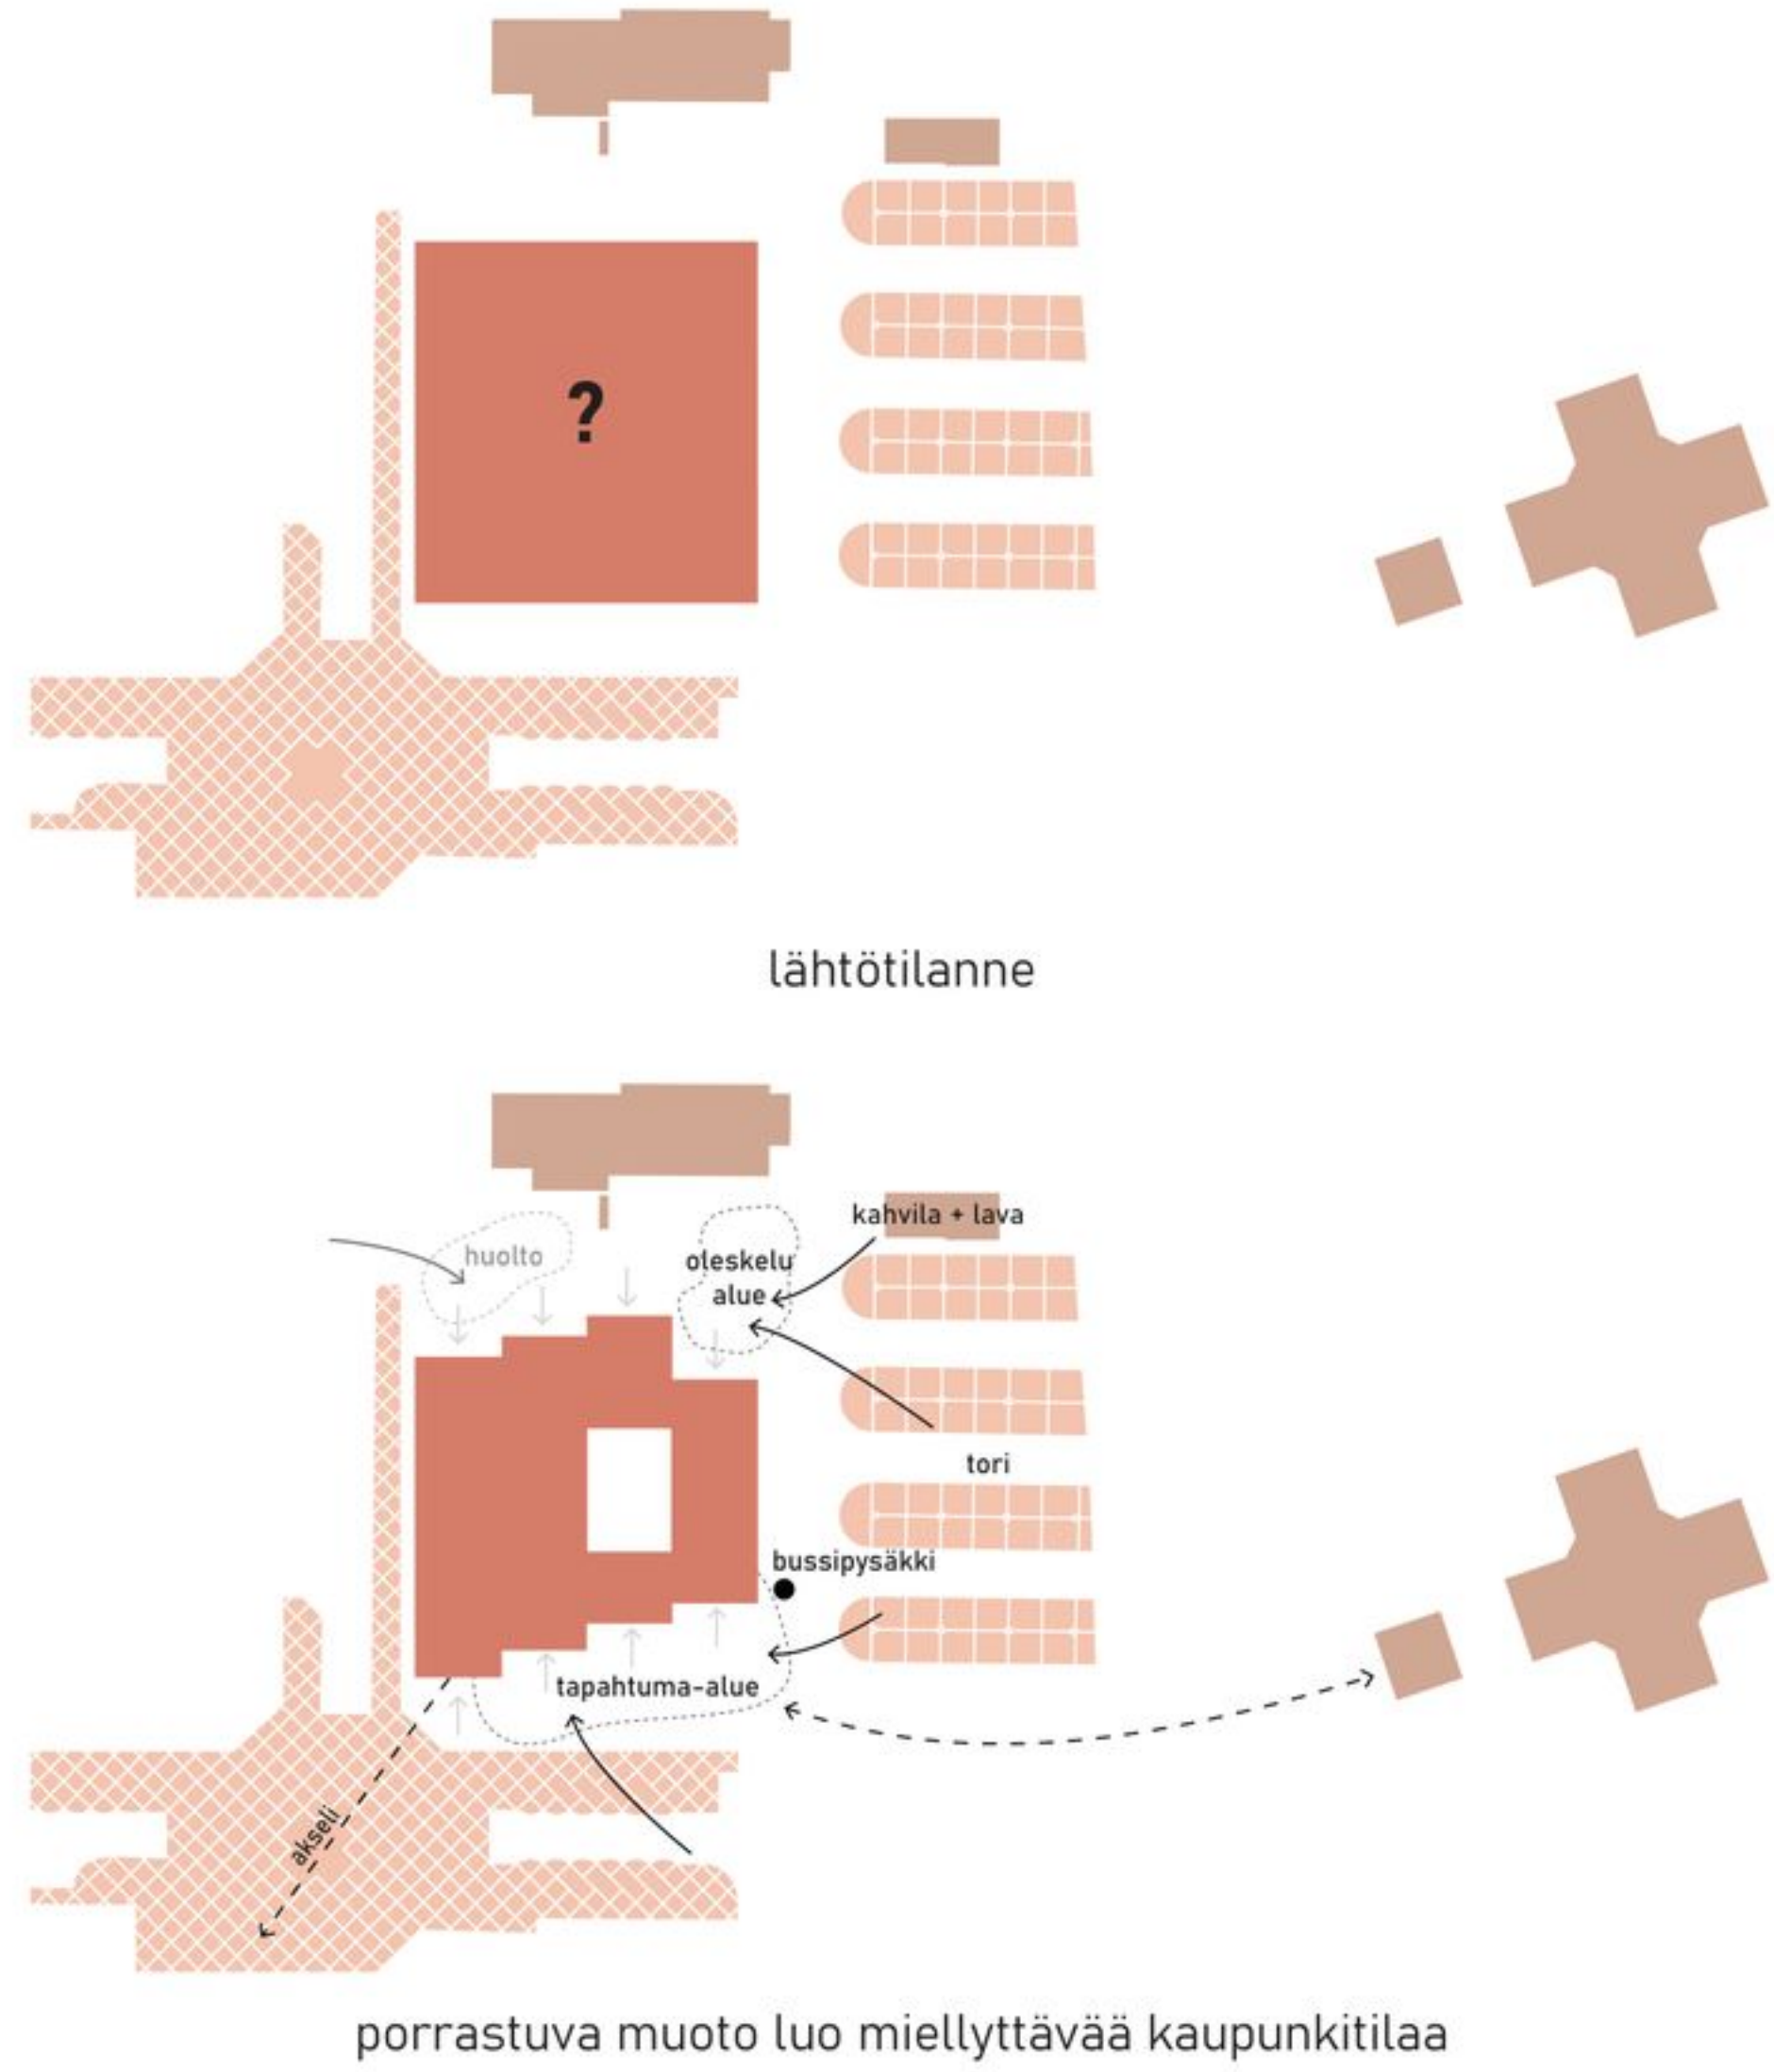 ?
lähtötilanne
kahvila + lava
huolto
oleskelu
alue
tori
bussipysäkki
tapahtuma-alue
akseli
porrastuva muoto luo miellyttävää kaupunkitilaa